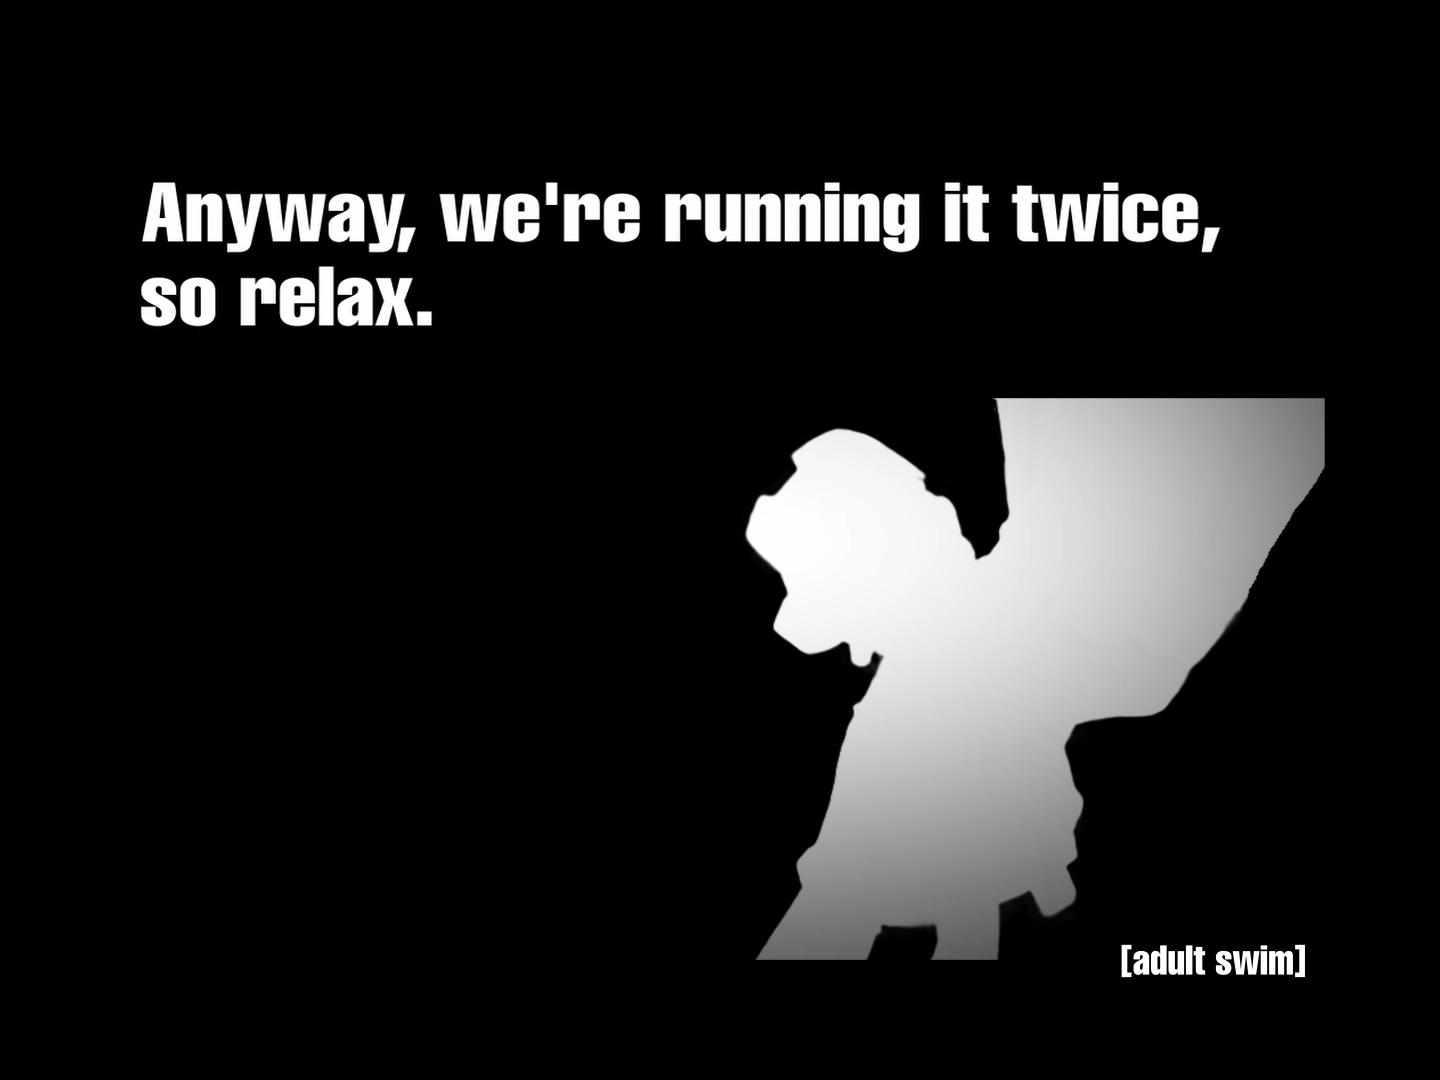 Anyway, we're running it twice,
so relax.
[adult swim]